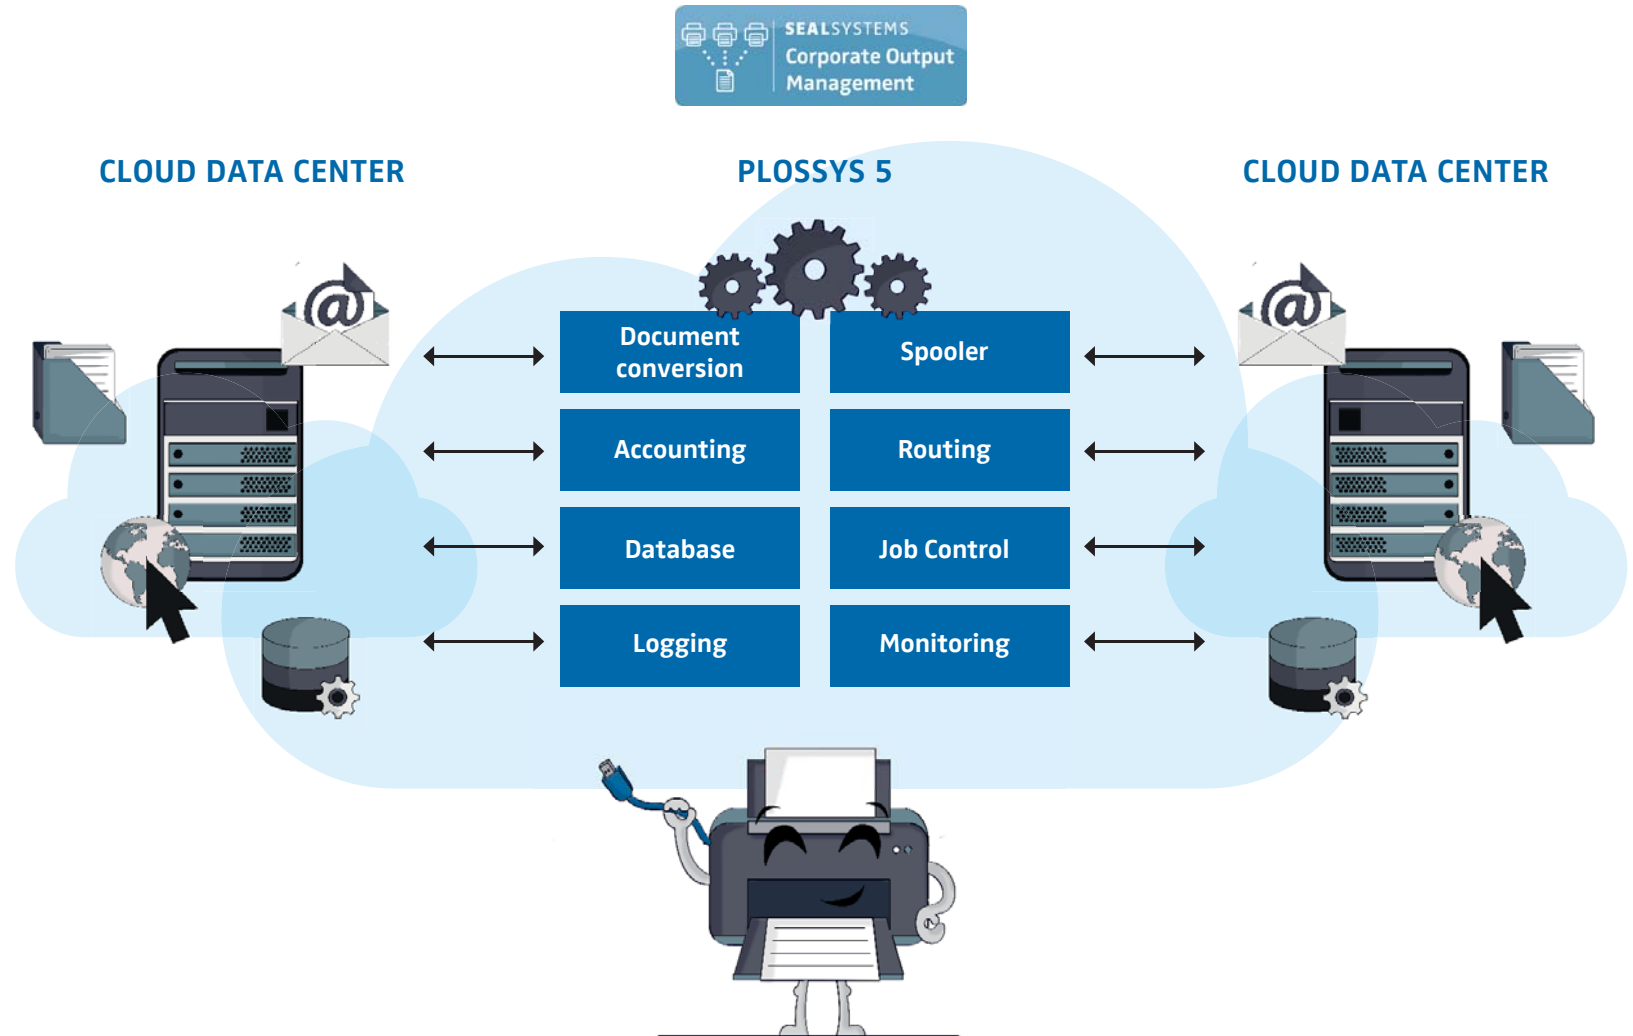 SEALSYSTEMS
Corporate Output
Management
CLOUD DATA CENTER
PLOSSYS 5
CLOUD DATA CENTER
Document
conversion
Spooler
Accounting
Routing
Database
Job Control
Logging
Monitoring